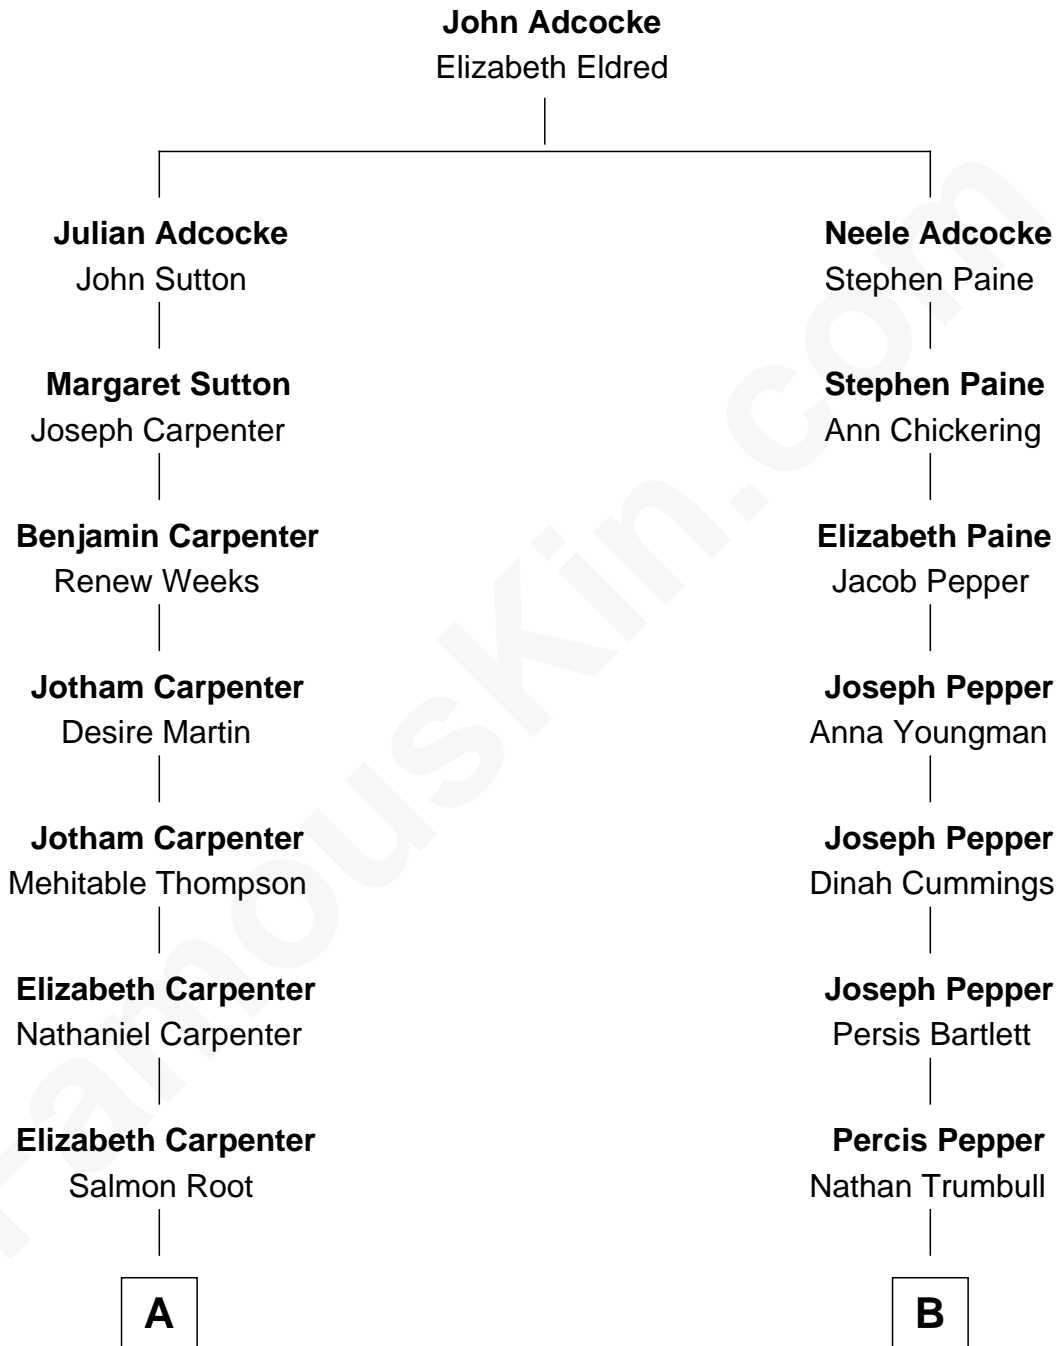 John Adcocke
Elizabeth Eldred
Julian Adcocke
John Sutton
Neele Adcocke
Stephen Paine
Margaret Sutton
Joseph Carpenter
Stephen Paine
Ann Chickering
Benjamin Carpenter
Renew Weeks
Elizabeth Paine
Jacob Pepper
Jotham Carpenter
Desire Martin
Joseph Pepper
Anna Youngman
Jotham Carpenter
Mehitable Thompson
Joseph Pepper
Dinah Cummings
Elizabeth Carpenter
Nathaniel Carpenter
Joseph Pepper
Persis Bartlett
Elizabeth Carpenter
Salmon Root
Percis Pepper
Nathan Trumbull
A
B
FamousKin.com